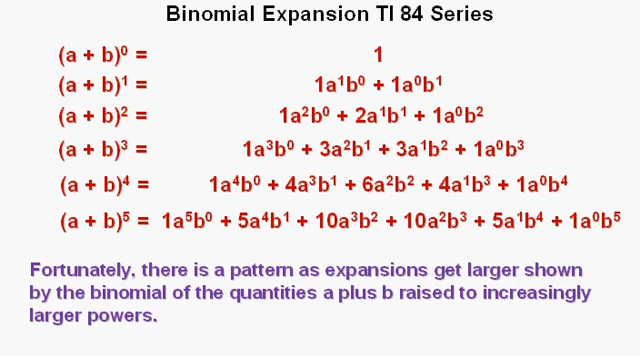 Binomial Expansion TI 84 Series
(a + b)⁰ = 1
(a + b)¹ = 1a¹b⁰ + 1a⁰b¹
(a + b)² = 1a²b⁰ + 2a¹b¹ + 1a⁰b²
(a + b)³ = 1a³b⁰ + 3a²b¹ + 3a¹b² + 1a⁰b³
(a + b)⁴ = 1a⁴b⁰ + 4a³b¹ + 6a²b² + 4a¹b³ + 1a⁰b⁴
(a + b)⁵ = 1a⁵b⁰ + 5a⁴b¹ + 10a³b² + 10a²b³ + 5a¹b⁴ + 1a⁰b⁵
Fortunately, there is a pattern as expansions get larger shown
by the binomial of the quantities a plus b raised to increasingly
larger powers.